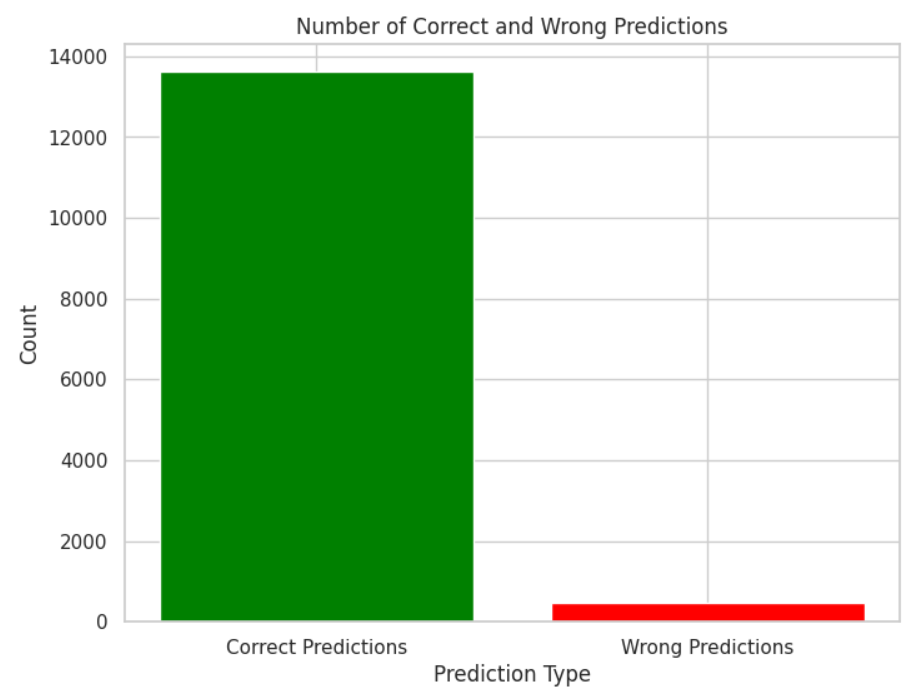 Number of Correct and Wrong Predictions
14000
12000
10000
8000
6000
4000
2000
0
Count
Correct Predictions
Wrong Predictions
Prediction Type